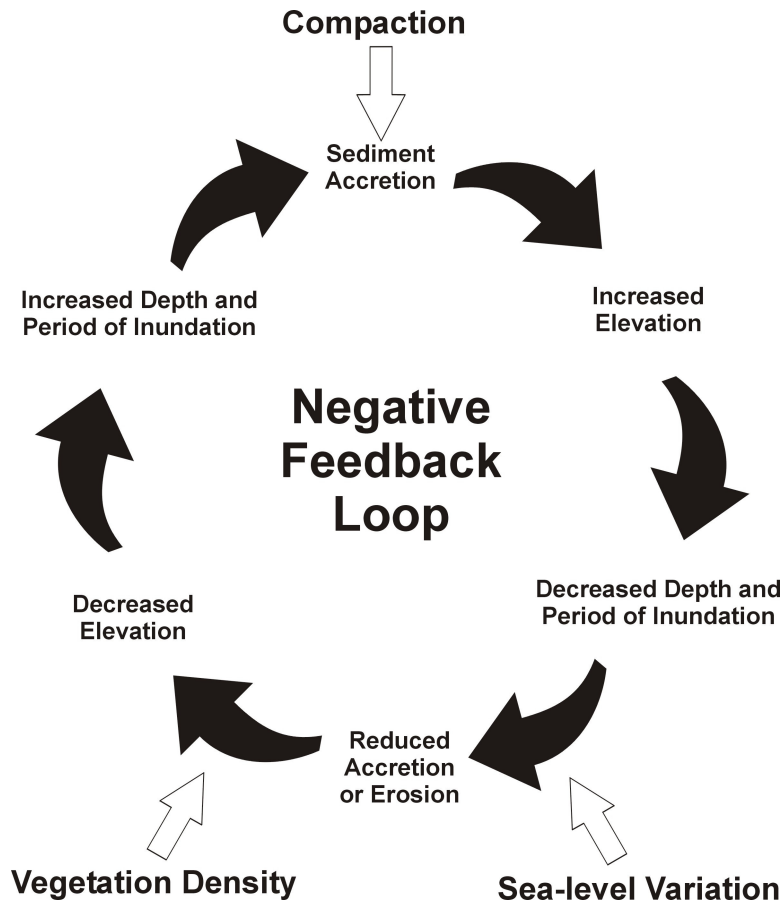 Compaction
Sediment
Accretion
Increased
Elevation
Decreased Depth and
Period of Inundation
Reduced
Accretion
or Erosion
Decreased
Elevation
Increased Depth and
Period of Inundation
Negative
Feedback
Loop
Vegetation Density
Sea-level Variation